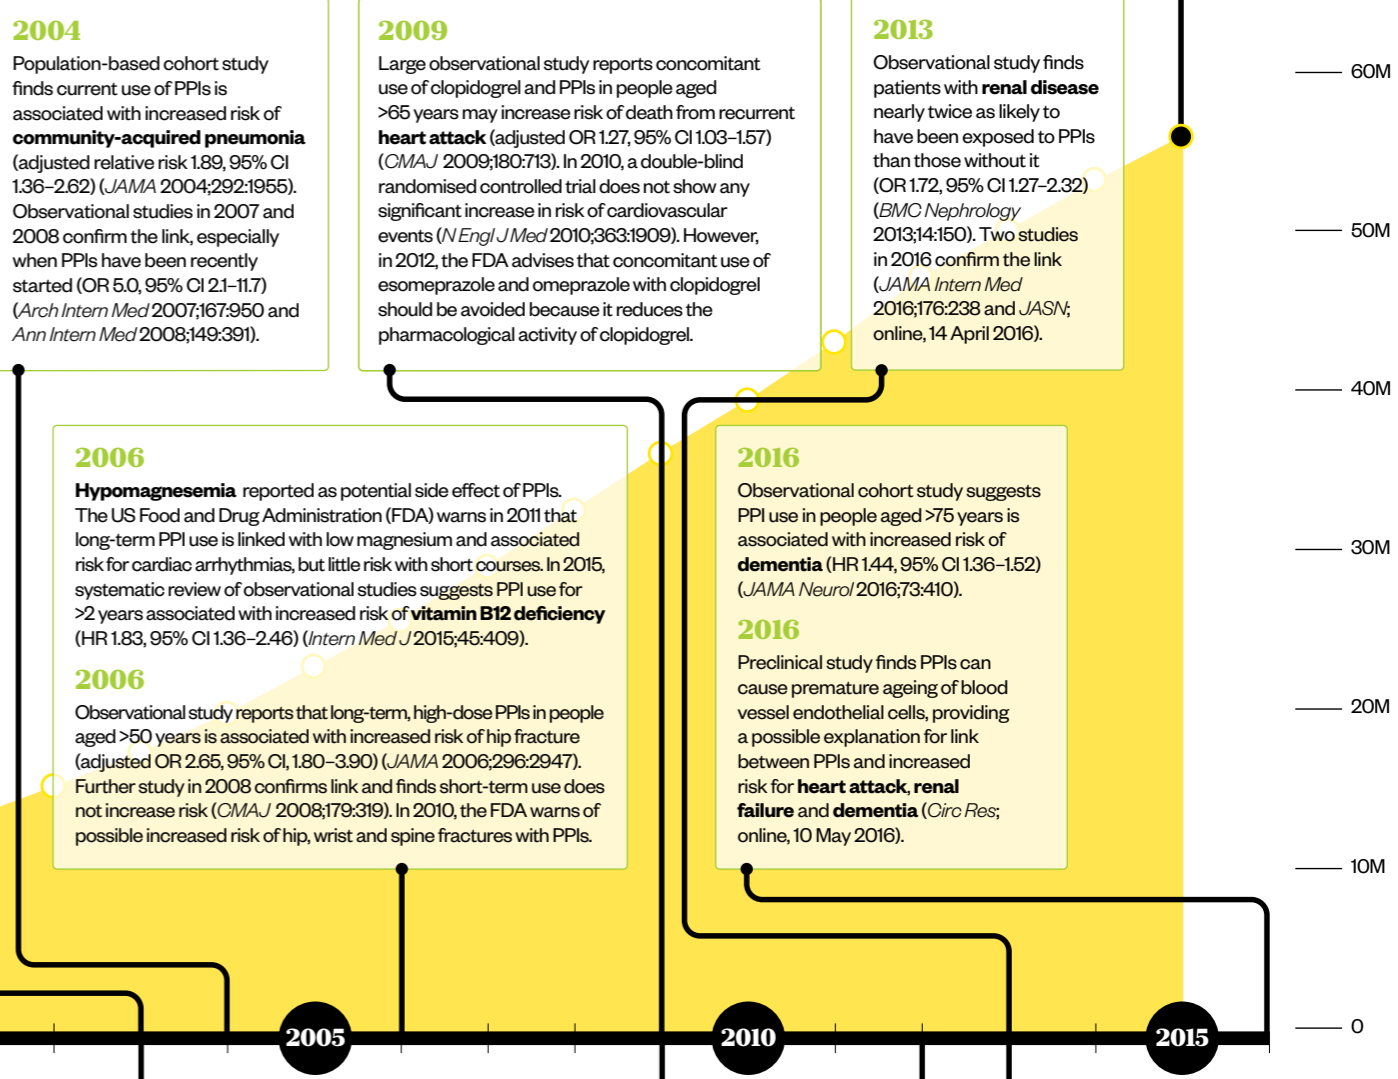 2004
Population-based cohort study
finds current use of PPIs is
associated with increased risk of
community-acquired pneumonia
(adjusted relative risk 1.89, 95% CI
1.36–2.62) (JAMA 2004;292:1955).
Observational studies in 2007 and
2008 confirm the link, especially
when PPIs have been recently
started (OR 5.0, 95% CI 2.1–11.7)
(Arch Intern Med 2007;167:950 and
Ann Intern Med 2008;149:391).
2009
Large observational study reports concomitant
use of clopidogrel and PPIs in people aged
>65 years may increase risk of death from recurrent
heart attack (adjusted OR 1.27, 95% CI 1.03–1.57)
(CMAJ 2009;180:713). In 2010, a double-blind
randomised controlled trial does not show any
significant increase in risk of cardiovascular
events (N Engl J Med 2010;363:1909). However,
in 2012, the FDA advises that concomitant use of
esomeprazole and omeprazole with clopidogrel
should be avoided because it reduces the
pharmacological activity of clopidogrel.
2013
Observational study finds
patients with renal disease
nearly twice as likely to
have been exposed to PPIs
than those without it
(OR 1.72, 95% CI 1.27–2.32)
(BMC Nephrology
2013;14:150). Two studies
in 2016 confirm the link
(JAMA Intern Med
2016;176:238 and JASN;
online, 14 April 2016).
2006
Hypomagnesemia reported as potential side effect of PPIs.
The US Food and Drug Administration (FDA) warns in 2011 that
long-term PPI use is linked with low magnesium and associated
risk for cardiac arrhythmias, but little risk with short courses. In 2015,
systematic review of observational studies suggests PPI use for
>2 years associated with increased risk of vitamin B12 deficiency
(HR 1.83, 95% CI 1.36–2.46) (Intern Med J 2015;45:409).
2006
Observational study reports that long-term, high-dose PPIs in people
aged >50 years is associated with increased risk of hip fracture
(adjusted OR 2.65, 95% CI, 1.80–3.90) (JAMA 2006;296:2947).
Further study in 2008 confirms link and finds short-term use does
not increase risk (CMAJ 2008;179:319). In 2010, the FDA warns of
possible increased risk of hip, wrist and spine fractures with PPIs.
2016
Observational cohort study suggests
PPI use in people aged >75 years is
associated with increased risk of
dementia (HR 1.44, 95% CI 1.36–1.52)
(JAMA Neurol 2016;73:410).
2016
Preclinical study finds PPIs can
cause premature ageing of blood
vessel endothelial cells, providing
a possible explanation for link
between PPIs and increased
risk for heart attack, renal
failure and dementia (Circ Res;
online, 10 May 2016).
60M
50M
40M
30M
20M
10M
0
2005
2010
2015